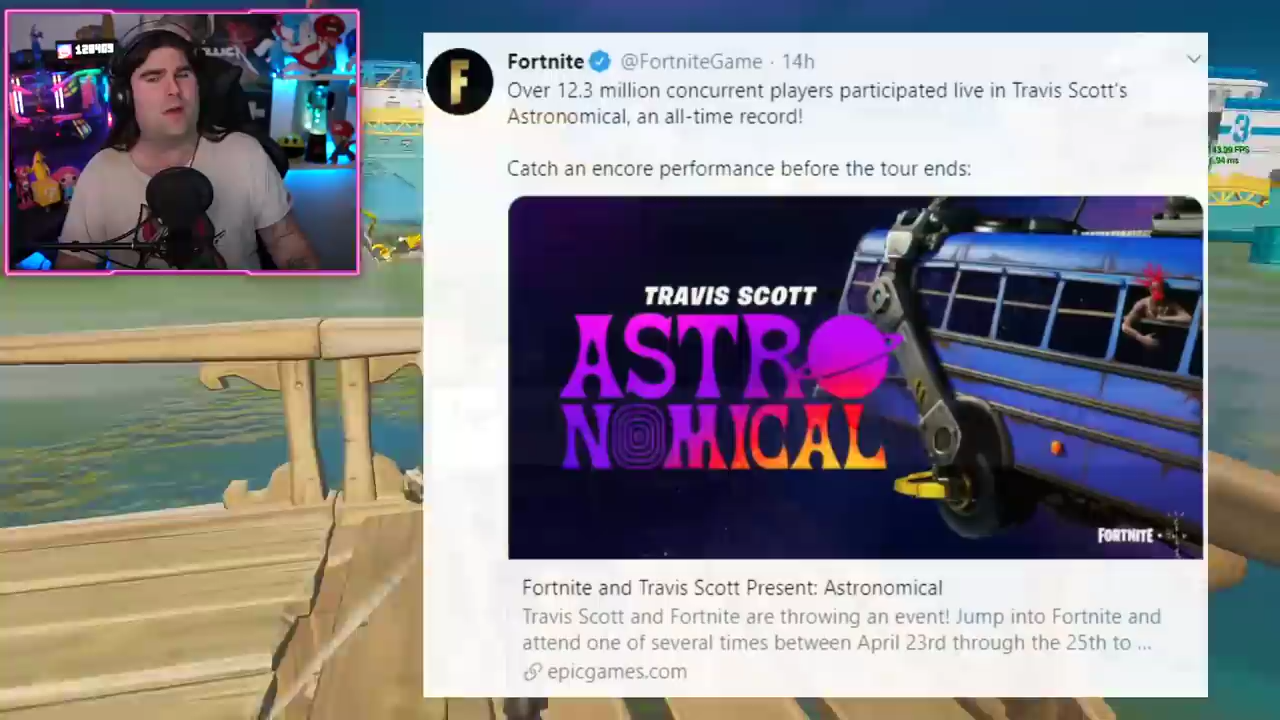 128409
Fortnite @FortniteGame · 14h
Over 12.3 million concurrent players participated live in Travis Scott's
Astronomical, an all-time record!
Catch an encore performance before the tour ends:
TRAVIS SCOTT
ASTRO
NOMICAL
FORTNITE
Fortnite and Travis Scott Present: Astronomical
Travis Scott and Fortnite are throwing an event! Jump into Fortnite and
attend one of several times between April 23rd through the 25th to ...
epicgames.com
3